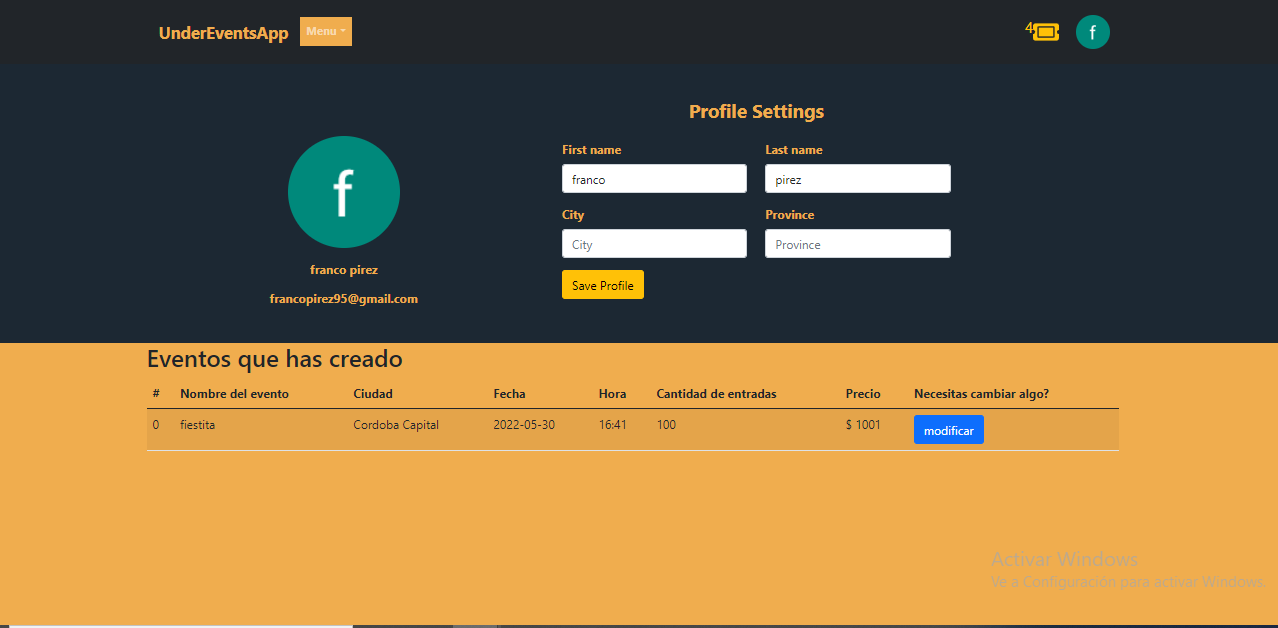 UnderEventsApp Menu 4 f
Profile Settings
First name Last name
franco pirez
City Province
City Province
Save Profile
f
franco pirez
francopirez95@gmail.com
Eventos que has creado
# Nombre del evento Ciudad Fecha Hora Cantidad de entradas Precio Necesitas cambiar algo?
0 fiestita Cordoba Capital 2022-05-30 16:41 100 $ 1001 modificar
Activar Windows
Ve a Configuración para activar Windows.